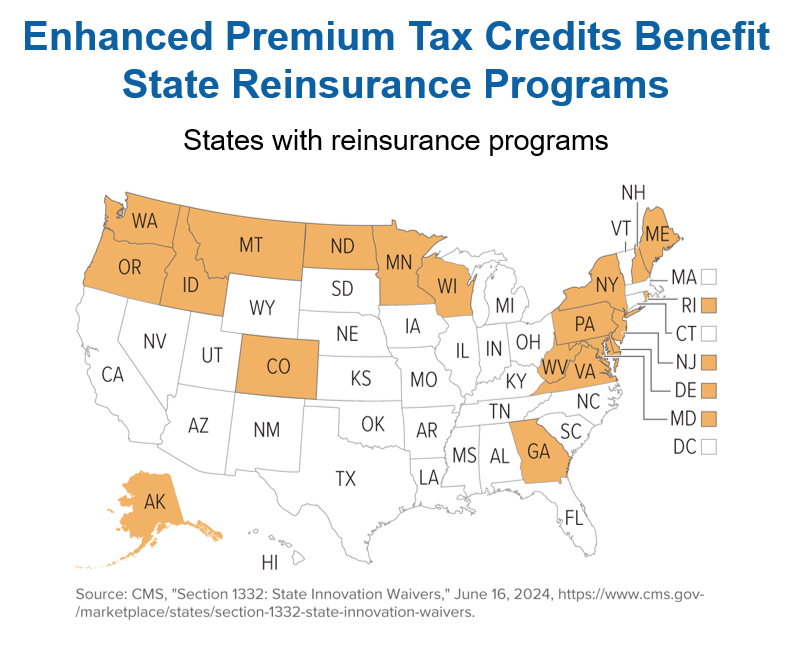 Enhanced Premium Tax Credits Benefit
State Reinsurance Programs
States with reinsurance programs
NH
WA
VT
ME
MT
ND
OR
MN
ID
WI
NY
MA
SD
WY
MI
RI
PA
IA
CT
NE
NV
OH
IL
IN
UT
NJ
CO
WV
VA
CA
KS
MO
KY
DE
NC
TN
MD
OK
AZ
NM
AR
SC
DC
MS
AL
GA
TX
LA
AK
FL
HI
Source: CMS, "Section 1332: State Innovation Waivers," June 16, 2024, https://www.cms.gov-
/marketplace/states/section-1332-state-innovation-waivers.